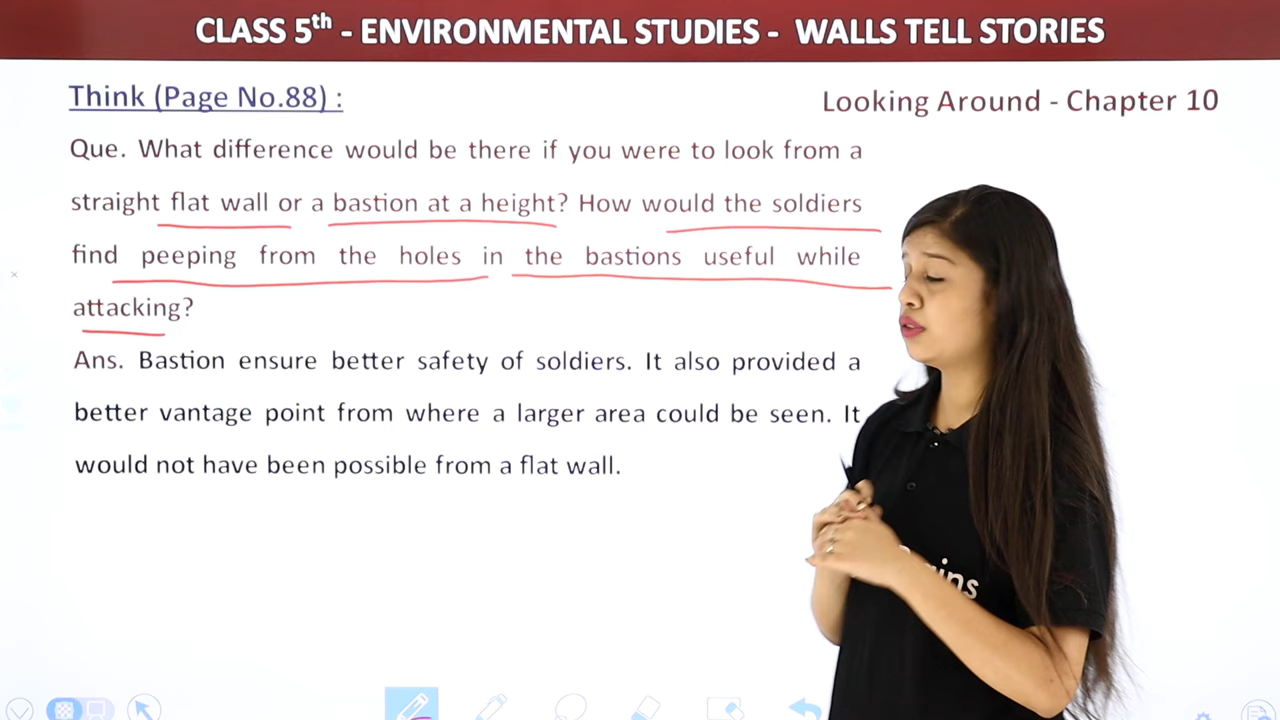 CLASS 5th - ENVIRONMENTAL STUDIES - WALLS TELL STORIES
Think (Page No.88) :
Looking Around - Chapter 10
Que. What difference would be there if you were to look from a
straight flat wall or a bastion at a height? How would the soldiers
find peeping from the holes in the bastions useful while
attacking?
Ans. Bastion ensure better safety of soldiers. It also provided a
better vantage point from where a larger area could be seen. It
would not have been possible from a flat wall.